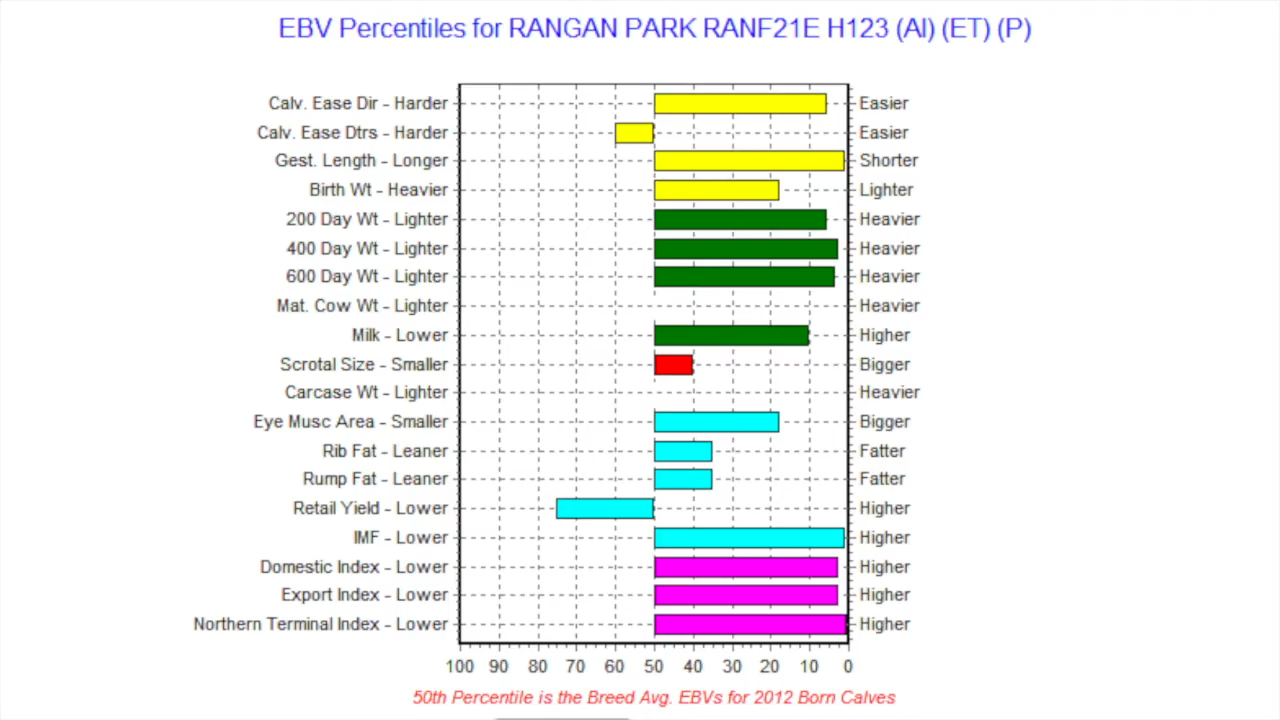 EBV Percentiles for RANGAN PARK RANF21E H123 (AI) (ET) (P)
Calv. Ease Dir - Harder Easier
Calv. Ease Dtrs - Harder Easier
Gest. Length - Longer Shorter
Birth Wt - Heavier Lighter
200 Day Wt - Lighter Heavier
400 Day Wt - Lighter Heavier
600 Day Wt - Lighter Heavier
Mat. Cow Wt - Lighter Heavier
Milk - Lower Higher
Scrotal Size - Smaller Bigger
Carcase Wt - Lighter Heavier
Eye Musc Area - Smaller Bigger
Rib Fat - Leaner Fatter
Rump Fat - Leaner Fatter
Retail Yield - Lower Higher
IMF - Lower Higher
Domestic Index - Lower Higher
Export Index - Lower Higher
Northern Terminal Index - Lower Higher
100 90 80 70 60 50 40 30 20 10 0
50th Percentile is the Breed Avg. EBVs for 2012 Born Calves